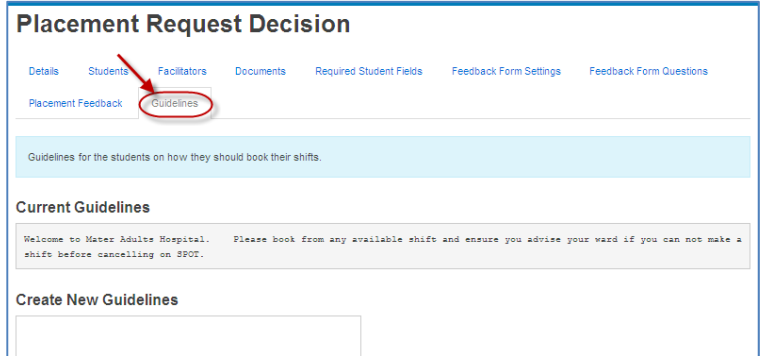 Placement Request Decision
Details Students Facilitators Documents Required Student Fields Feedback Form Settings Feedback Form Questions
Placement Feedback Guidelines
Guidelines for the students on how they should book their shifts.
Current Guidelines
Welcome to Mater Adults Hospital. Please book from any available shift and ensure you advise your ward if you can not make a
shift before cancelling on SPOT.
Create New Guidelines